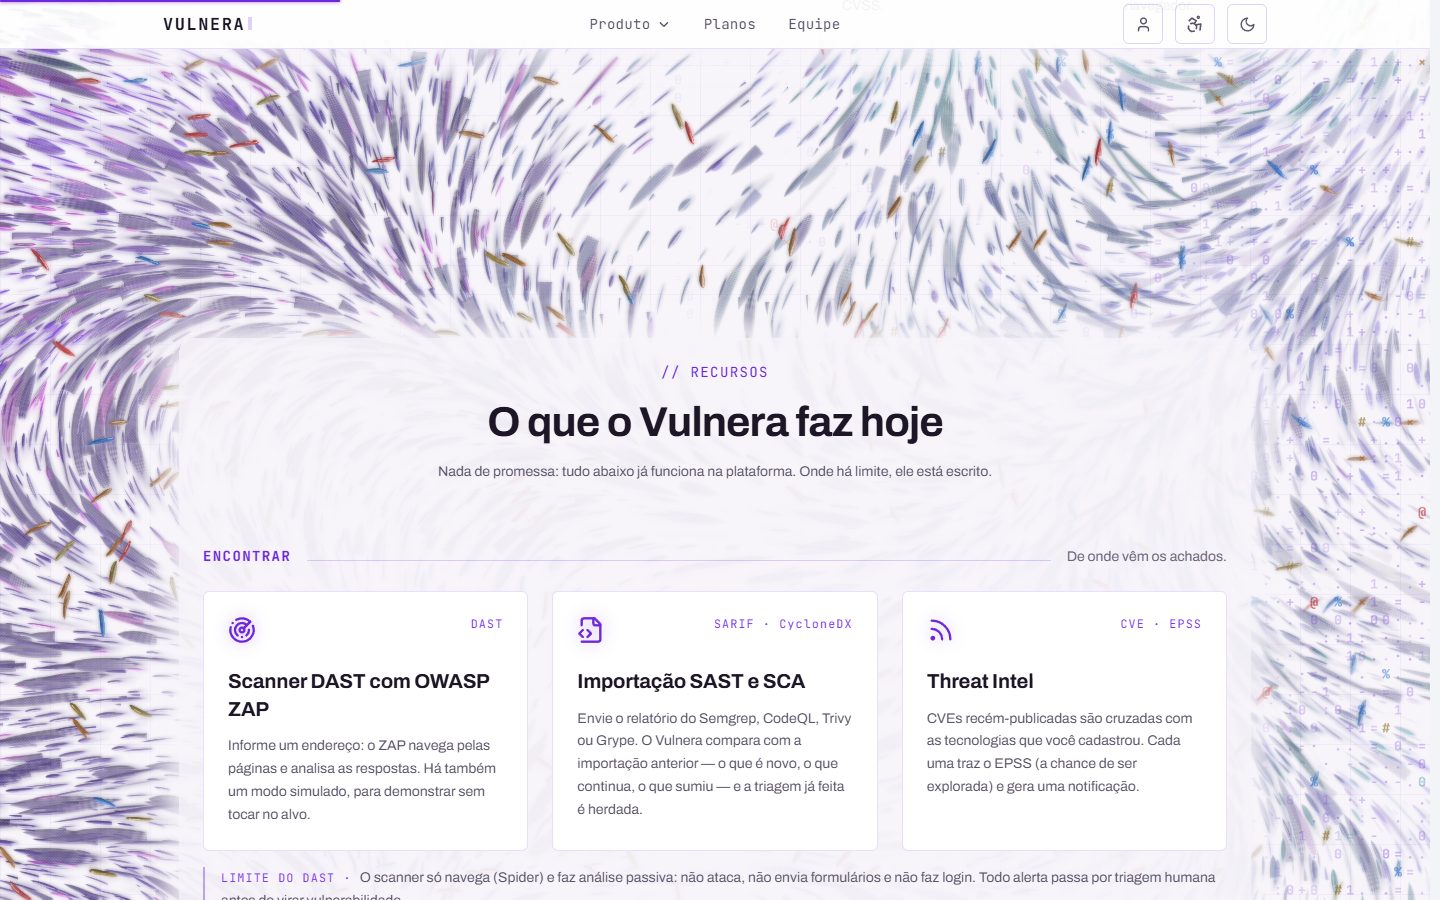 VULNERA
Produto
Planos
Equipe
// RECURSOS
O que o Vulnera faz hoje
Nada de promessa: tudo abaixo já funciona na plataforma. Onde há limite, ele está escrito.
ENCONTRAR
De onde vêm os achados.
DAST
Scanner DAST com OWASP
ZAP
Informe um endereço: o ZAP navega pelas
páginas e analisa as respostas. Há também
um modo simulado, para demonstrar sem
tocar no alvo.
SARIF · CycloneDX
Importação SAST e SCA
Envie o relatório do Semgrep, CodeQL, Trivy
ou Grype. O Vulnera compara com a
importação anterior — o que é novo, o que
continua, o que sumiu — e a triagem já feita
é herdada.
CVE · EPSS
Threat Intel
CVEs recém-publicadas são cruzadas com
as tecnologias que você cadastrou. Cada
uma traz o EPSS (a chance de ser
explorada) e gera uma notificação.
LIMITE DO DAST · O scanner só navega (Spider) e faz análise passiva: não ataca, não envia formulários e não faz login. Todo alerta passa por triagem humana
antes de virar vulnerabilidade.